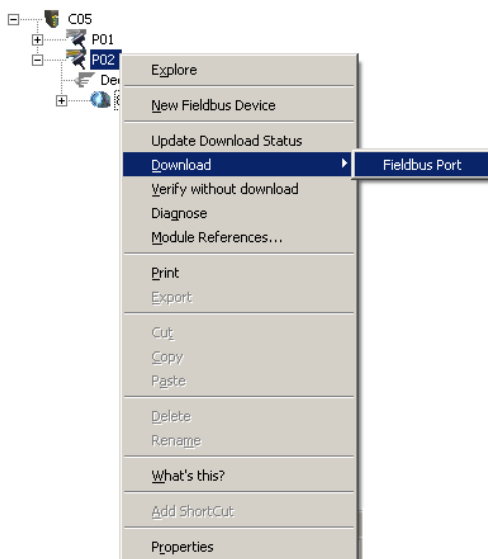 C05
P01
P02
Explore
New Fieldbus Device
Update Download Status
Download
Fieldbus Port
Verify without download
Diagnose
Module References...
Print
Export
Cut
Copy
Paste
Delete
Rename
What's this?
Add ShortCut
Properties